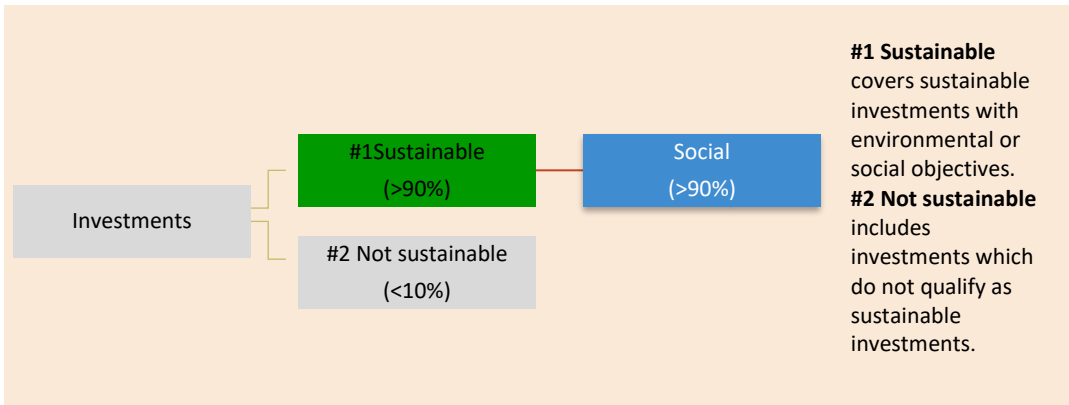 Investments
#1Sustainable
(>90%)
Social
(>90%)
#2 Not sustainable
(<10%)
#1 Sustainable
covers sustainable
investments with
environmental or
social objectives.
#2 Not sustainable
includes
investments which
do not qualify as
sustainable
investments.